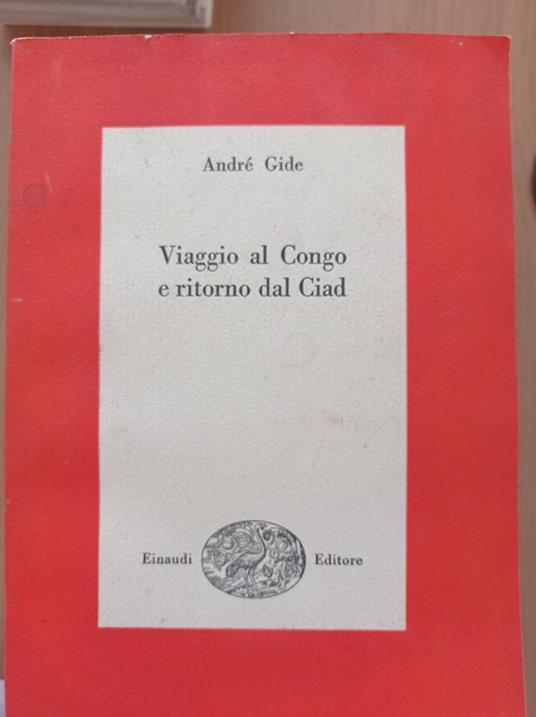 André Gide
Viaggio al Congo
e ritorno dal Ciad
Einaudi Editore